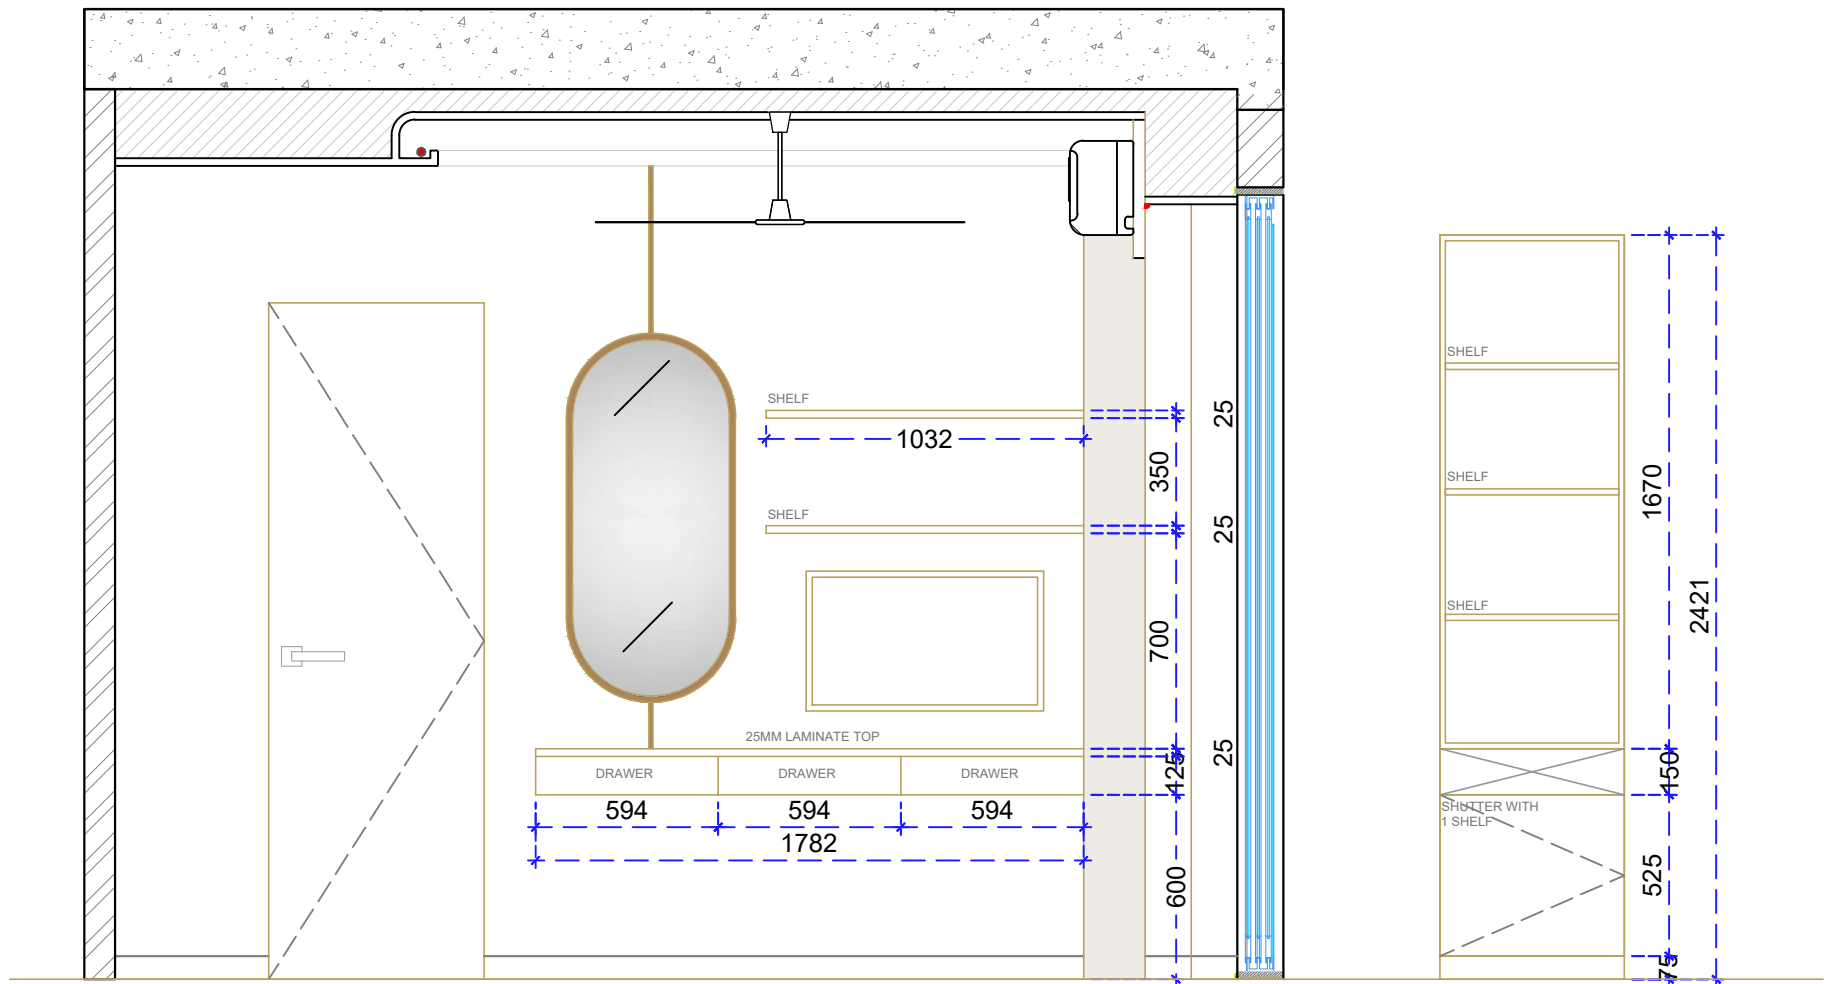 SHELF
1032
SHELF
25MM LAMINATE TOP
DRAWER
DRAWER
DRAWER
594
594
594
1782
25
350
25
700
25
125
600
SHELF
SHELF
SHELF
SHUTTER WITH
1 SHELF
1670
2421
150
525
75